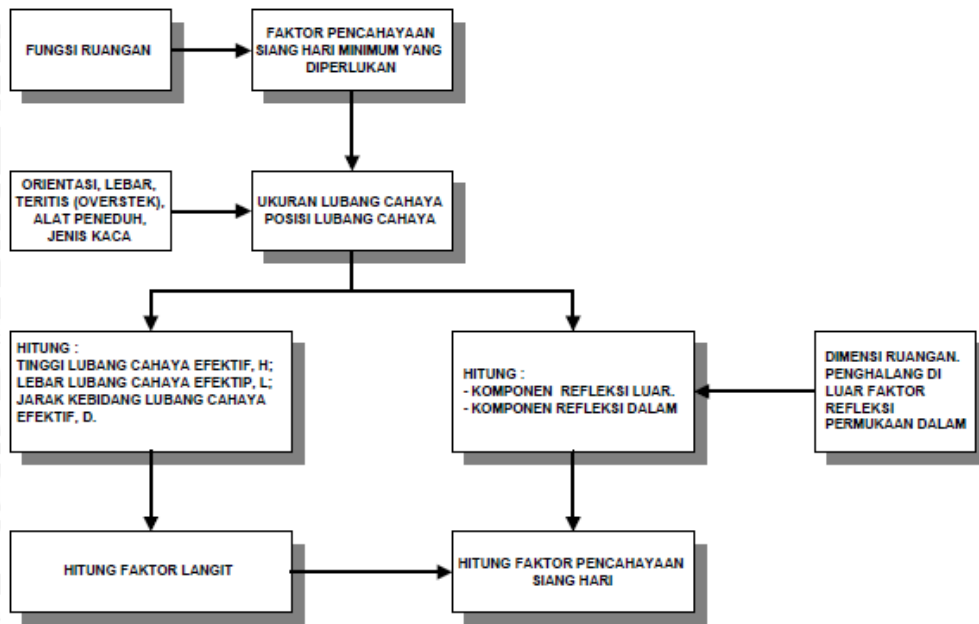 FUNGSI RUANGAN
FAKTOR PENCAHAYAAN
SIANG HARI MINIMUM YANG
DIPERLUKAN
ORIENTASI, LEBAR,
TERITIS (OVERSTEK),
ALAT PENEDUH,
JENIS KACA
UKURAN LUBANG CAHAYA
POSISI LUBANG CAHAYA
HITUNG :
TINGGI LUBANG CAHAYA EFEKTIF, H;
LEBAR LUBANG CAHAYA EFEKTIP, L;
JARAK KEBIDANG LUBANG CAHAYA
EFEKTIF, D.
HITUNG :
- KOMPONEN REFLEKSI LUAR.
- KOMPONEN REFLEKSI DALAM
DIMENSI RUANGAN.
PENGHALANG DI
LUAR FAKTOR
REFLEKSI
PERMUKAAN DALAM
HITUNG FAKTOR LANGIT
HITUNG FAKTOR PENCAHAYAAN
SIANG HARI